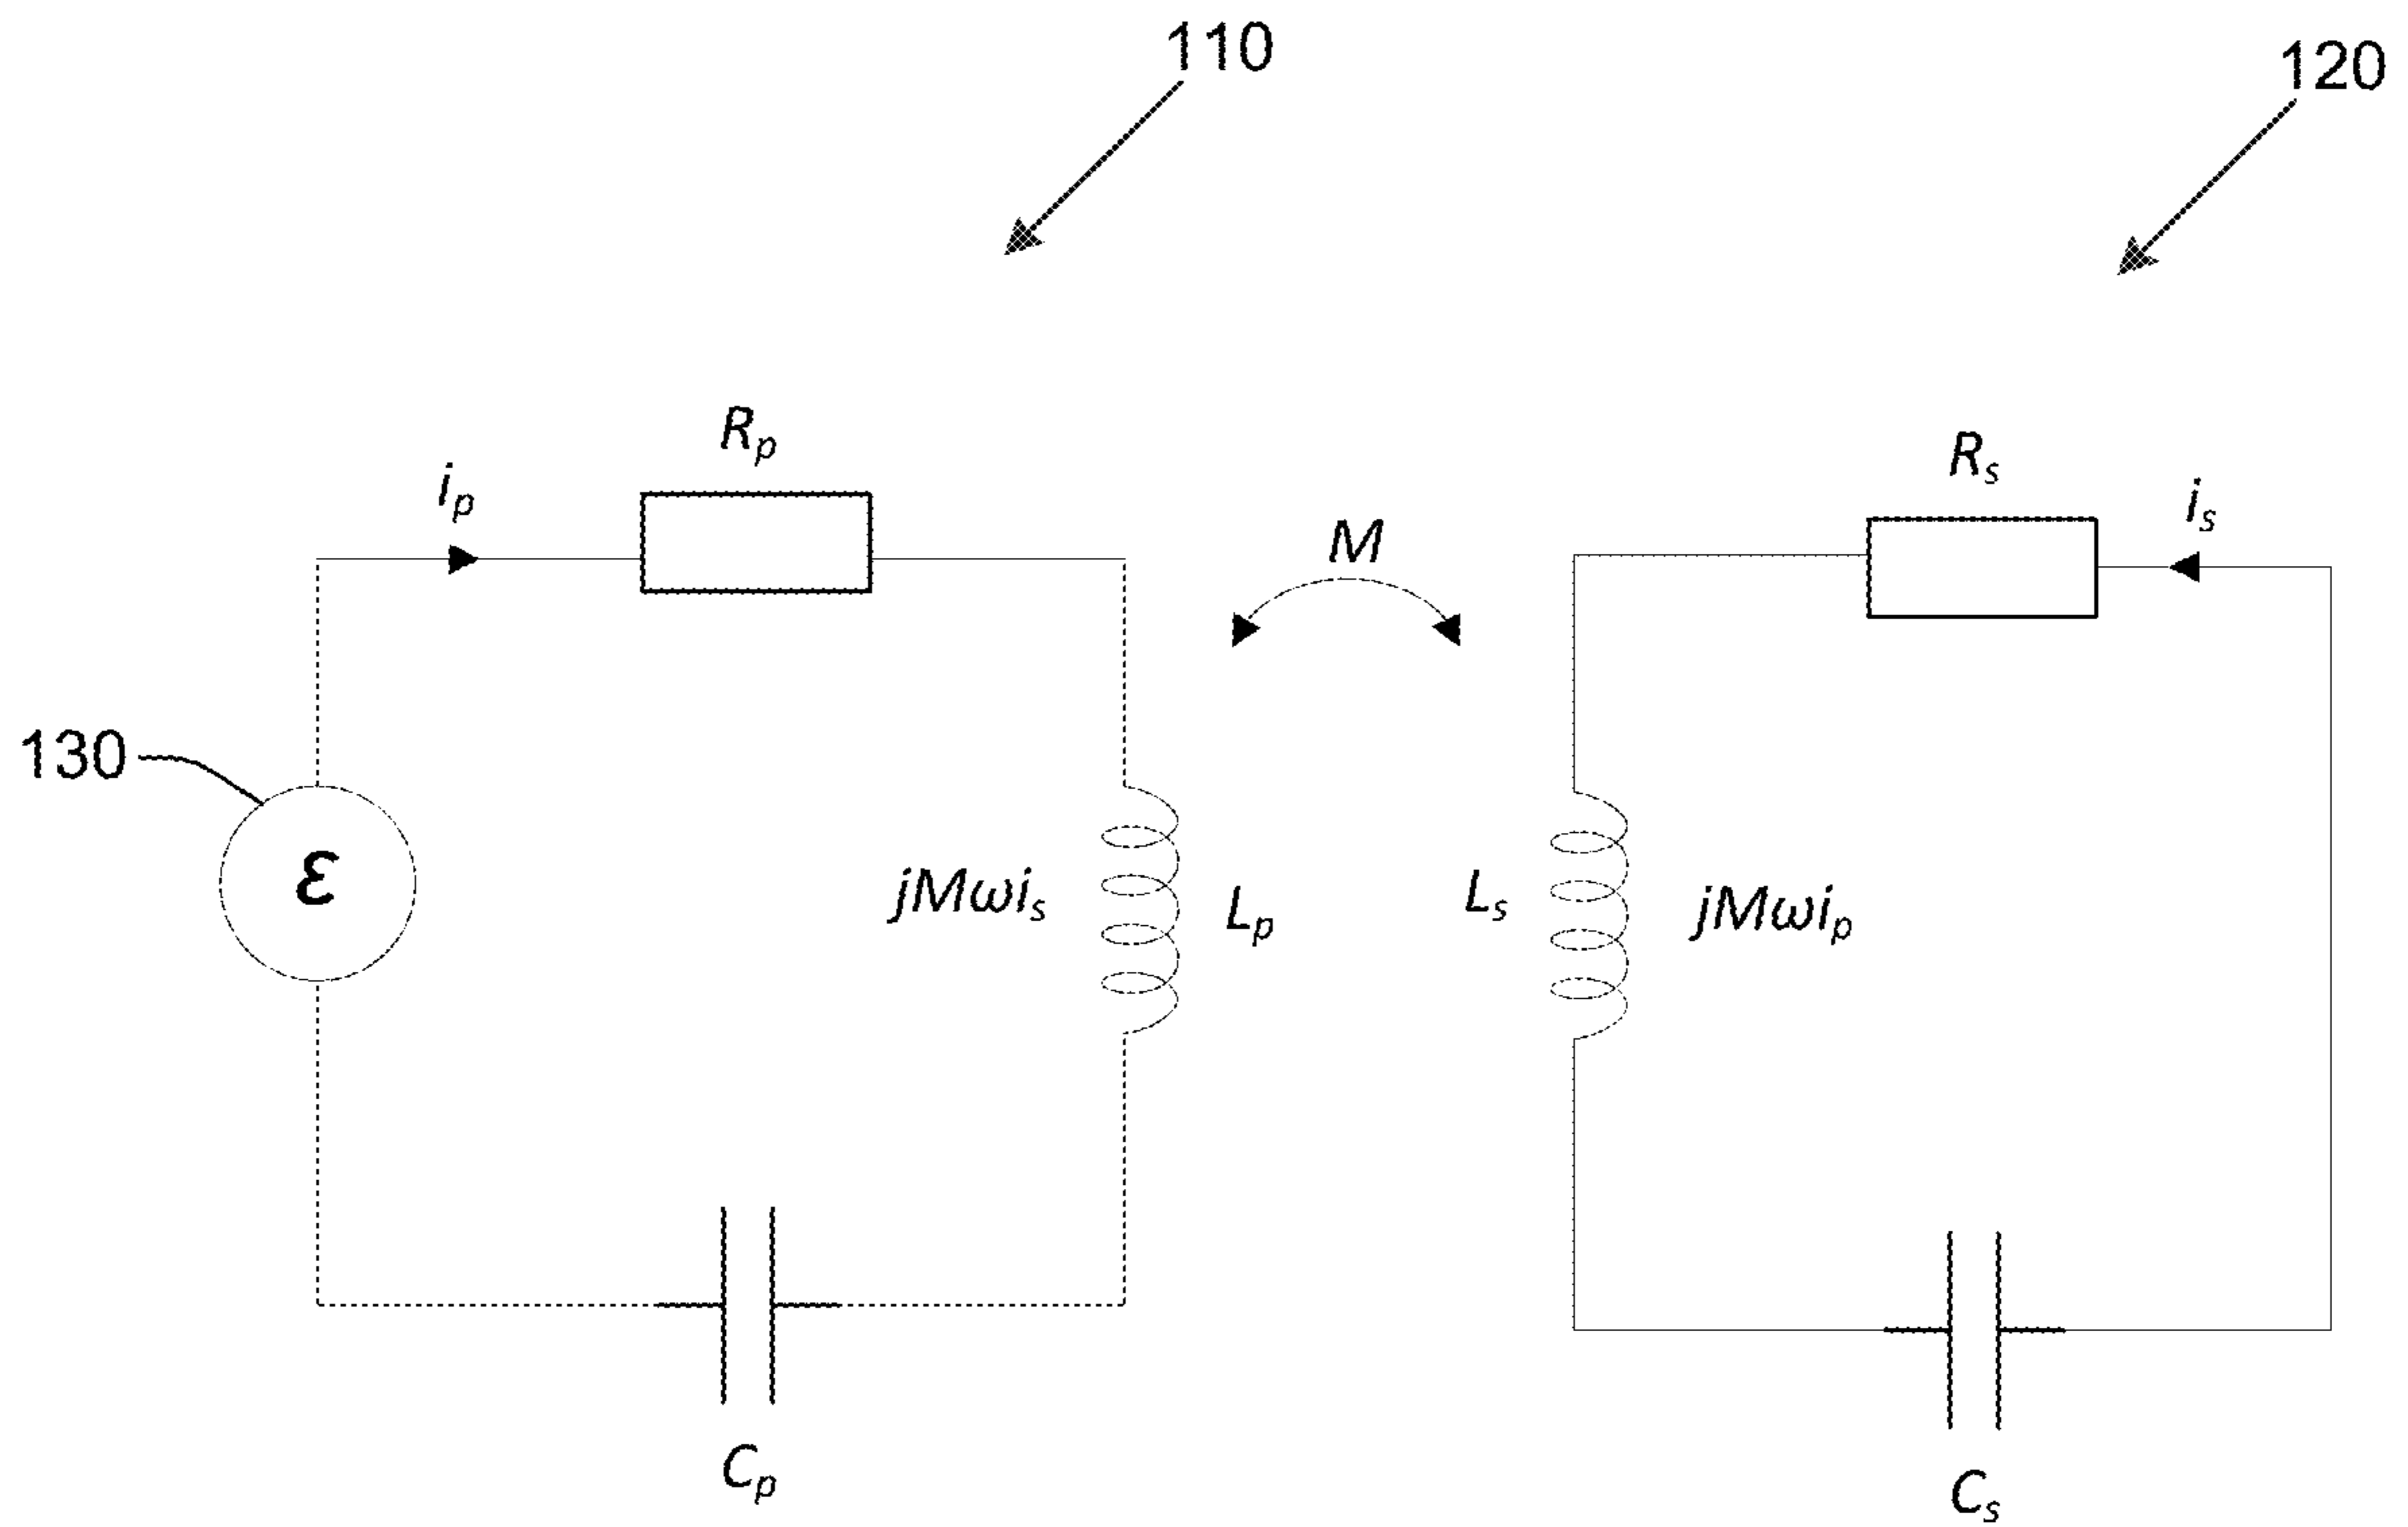 110
120
R_p
R_s
i_p
i_s
M
130
ε
jMωi_s
L_p
L_s
jMωi_p
C_p
C_s